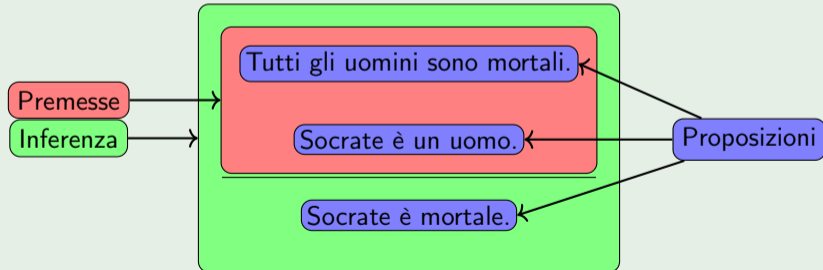 Tutti gli uomini sono mortali.
Premesse
Inferenza
Socrate è un uomo.
Proposizioni
Socrate è mortale.